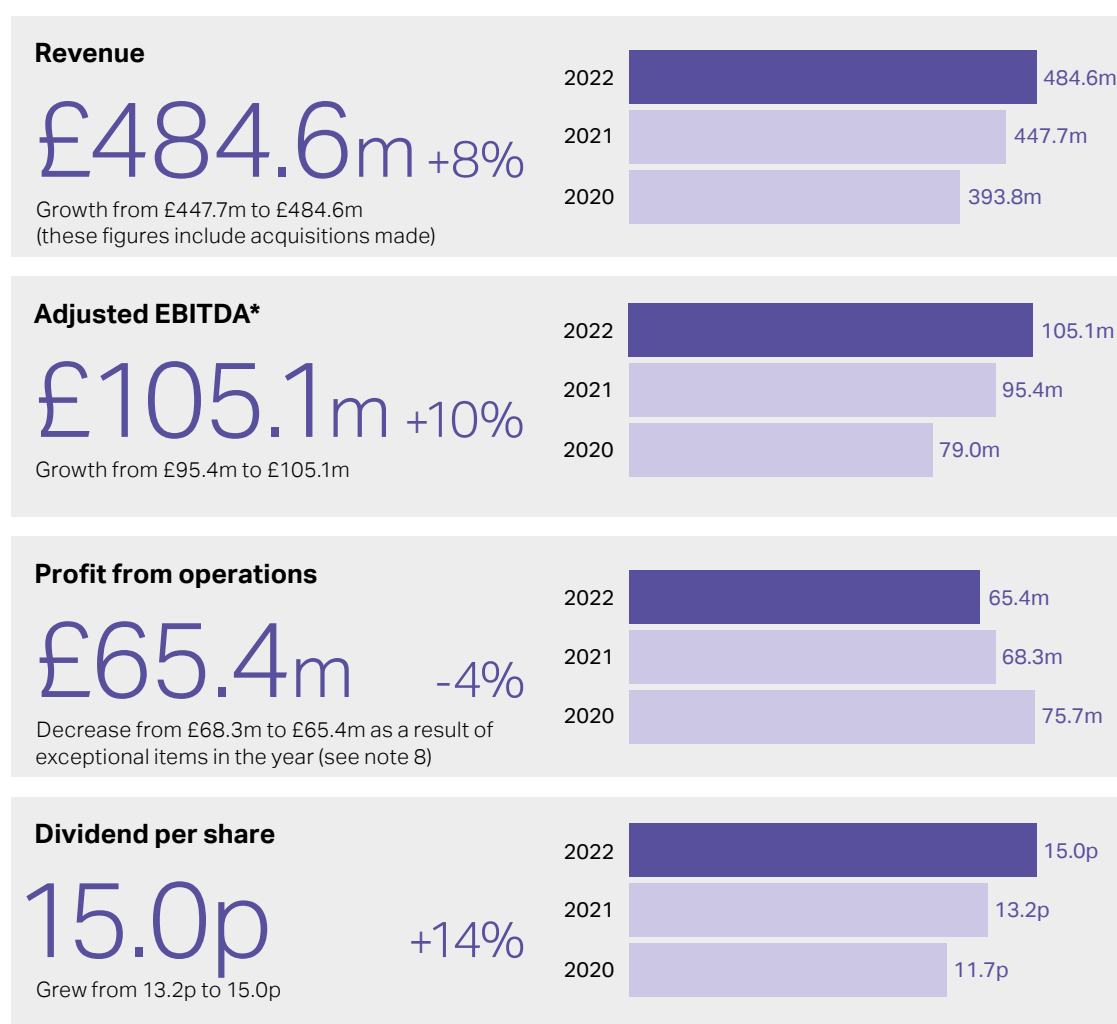 Revenue
£484.6m +8%
Growth from £447.7m to £484.6m
(these figures include acquisitions made)
2022 484.6m
2021 447.7m
2020 393.8m
Adjusted EBITDA*
£105.1m +10%
Growth from £95.4m to £105.1m
2022 105.1m
2021 95.4m
2020 79.0m
Profit from operations
£65.4m -4%
Decrease from £68.3m to £65.4m as a result of
exceptional items in the year (see note 8)
2022 65.4m
2021 68.3m
2020 75.7m
Dividend per share
15.0p +14%
Grew from 13.2p to 15.0p
2022 15.0p
2021 13.2p
2020 11.7p